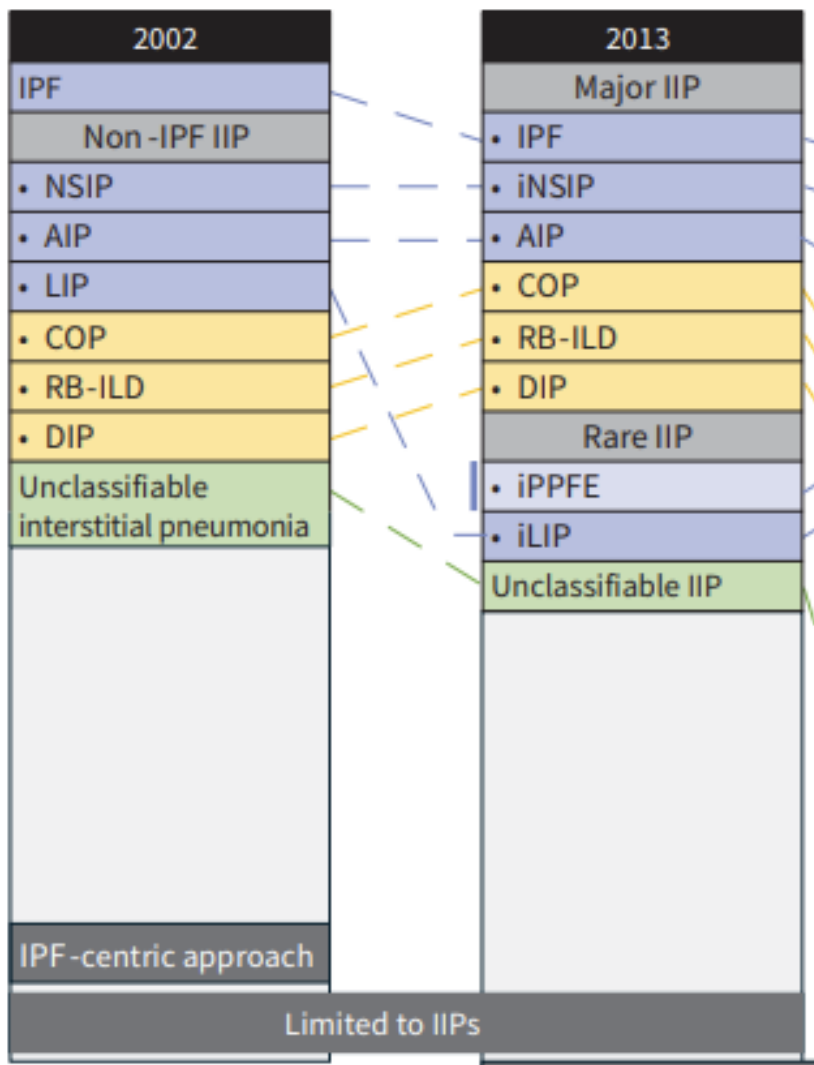 2002
IPF
Non-IPF IIP
• NSIP
• AIP
• LIP
• COP
• RB-ILD
• DIP
Unclassifiable
interstitial pneumonia
IPF-centric approach
2013
Major IIP
• IPF
• iNSIP
• AIP
• COP
• RB-ILD
• DIP
Rare IIP
• iPPFE
• iLIP
Unclassifiable IIP
Limited to IIPs